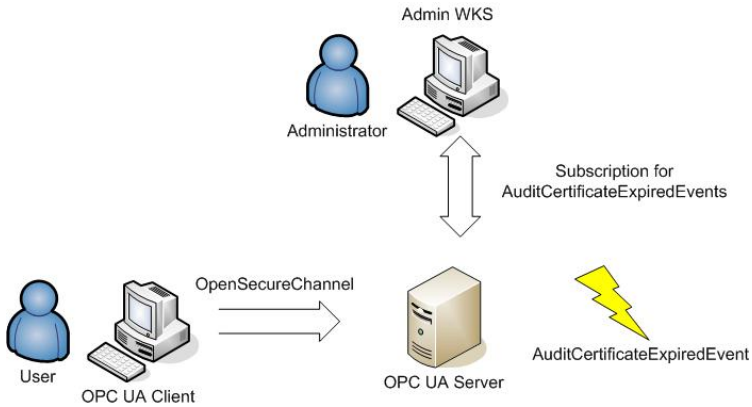 Admin WKS
Administrator
Subscription for
AuditCertificateExpiredEvents
OpenSecureChannel
User
OPC UA Client
OPC UA Server
AuditCertificateExpiredEvent